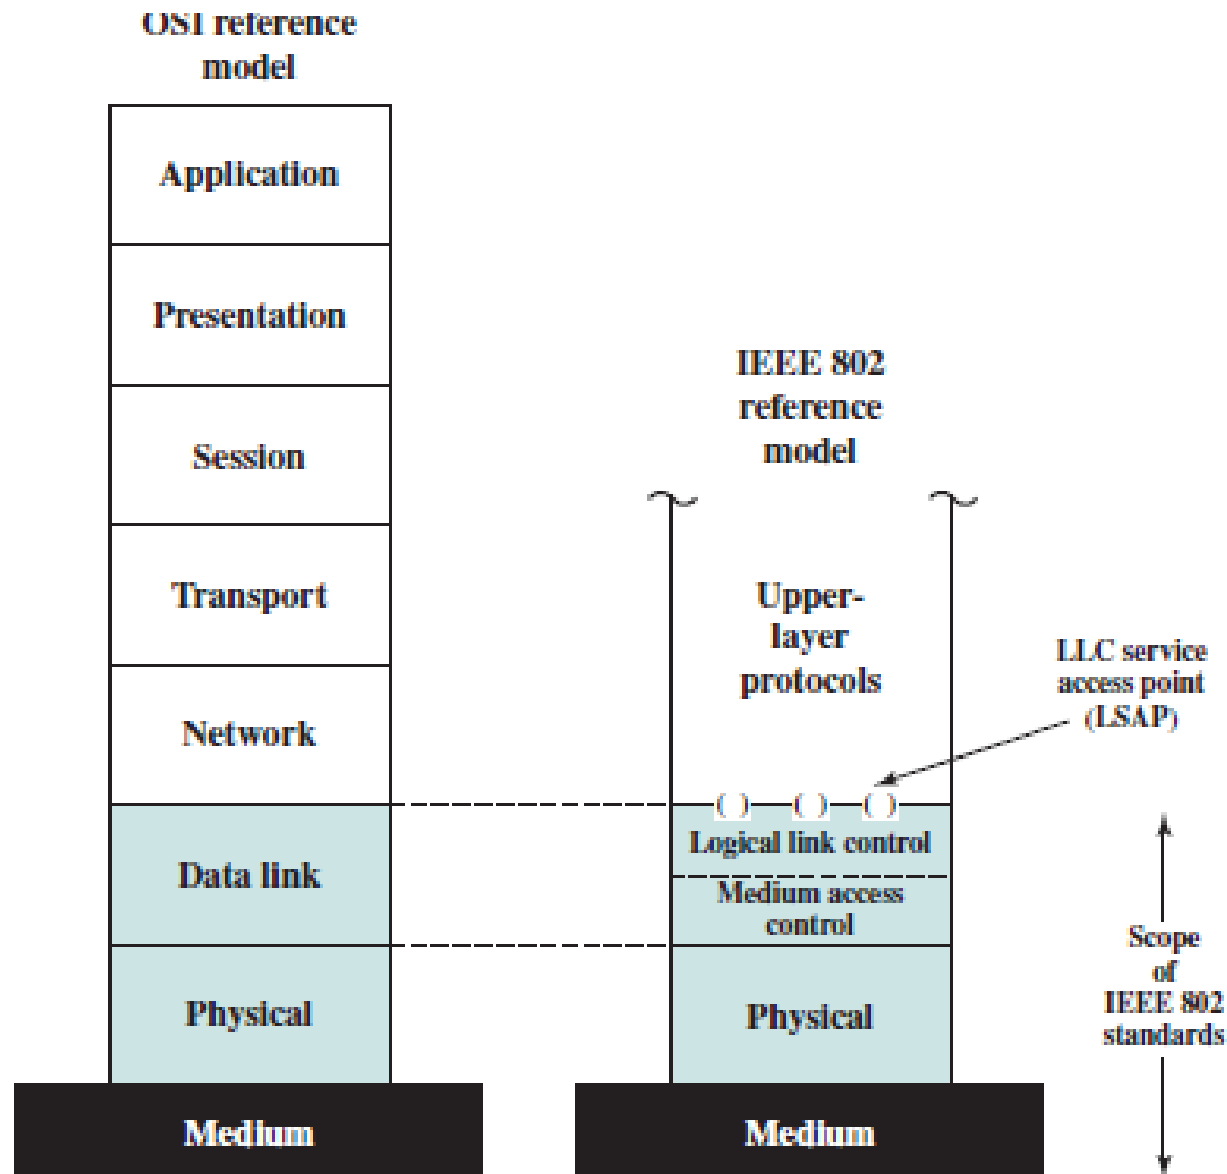 OSI reference
model
Application
Presentation
Session
Transport
Network
Data link
Physical
Medium
IEEE 802
reference
model
Upper-
layer
protocols
LLC service
access point
(LSAP)
( ) ( ) ( )
Logical link control
Medium access
control
Physical
Medium
Scope
of
IEEE 802
standards